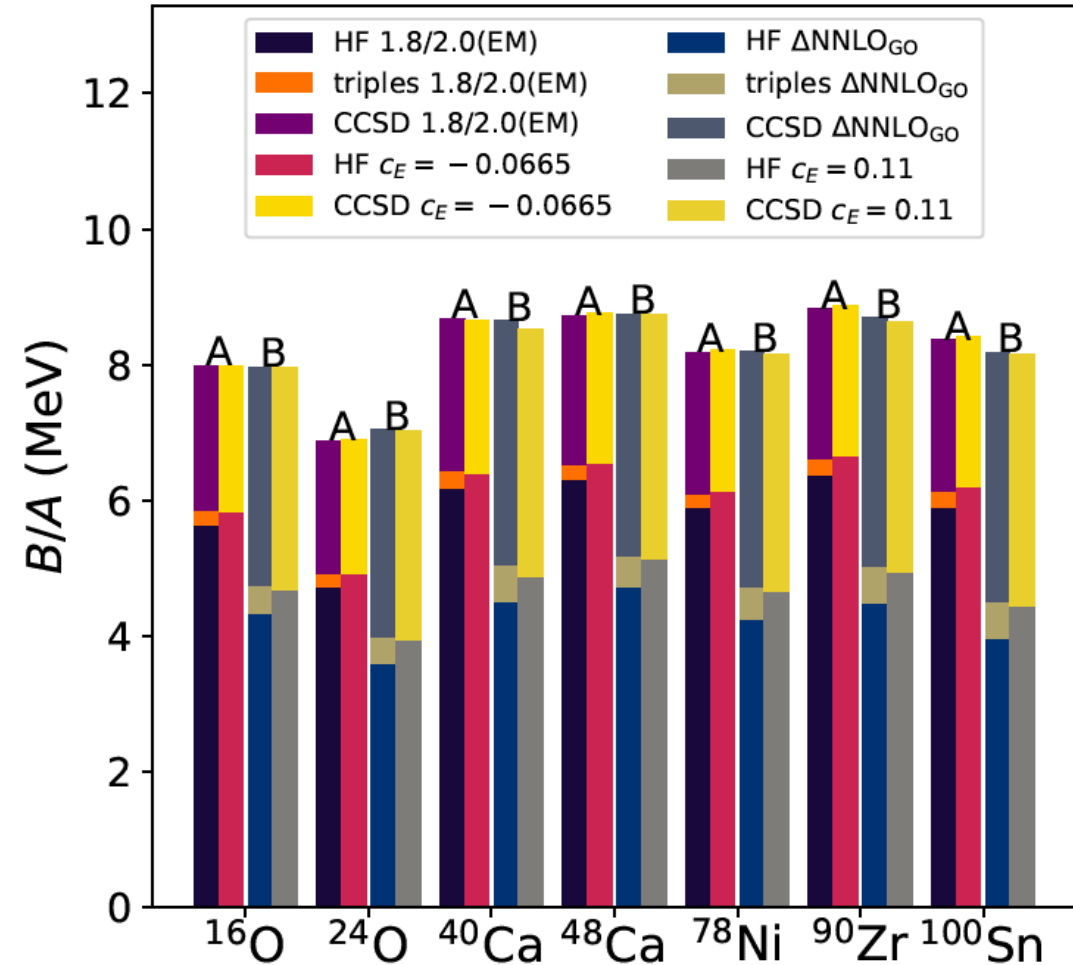 HF 1.8/2.0(EM)
triples 1.8/2.0(EM)
CCSD 1.8/2.0(EM)
HF c_E = −0.0665
CCSD c_E = −0.0665
HF ΔNNLO_GO
triples ΔNNLO_GO
CCSD ΔNNLO_GO
HF c_E = 0.11
CCSD c_E = 0.11
B/A (MeV)
12
10
8
6
4
2
0
A B A B A B A B A B A B A B
¹⁶O ²⁴O ⁴⁰Ca ⁴⁸Ca ⁷⁸Ni ⁹⁰Zr ¹⁰⁰Sn